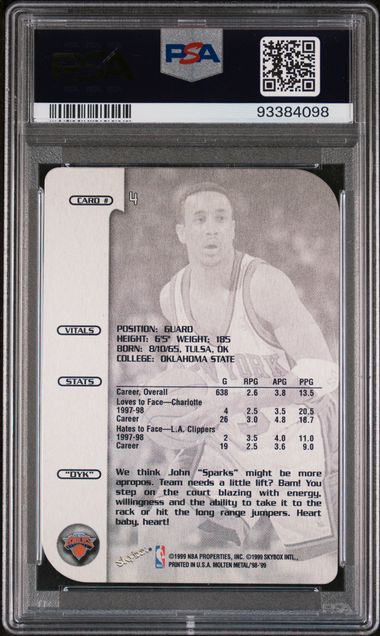 PSA
PSA
93384098
CARD # 4
VITALS
POSITION: GUARD
HEIGHT: 6'5" WEIGHT: 185
BORN: 8/10/65, TULSA, OK
COLLEGE: OKLAHOMA STATE
STATS
G RPG APG PPG
Career, Overall 638 2.6 3.8 13.5
Loves to Face—Charlotte
1997-98 4 2.5 3.5 20.5
Career 26 3.0 4.8 18.7
Hates to Face—L.A. Clippers
1997-98 2 3.5 4.0 11.0
Career 19 2.5 3.6 9.0
"DYK"
We think John "Sparks" might be more
apropos. Team needs a little lift? Bam! You
step on the court blazing with energy,
willingness and the ability to take it to the
rack or hit the long range jumpers. Heart
baby, heart!
KNICKS
SKYBOX
NBA
©1999 NBA PROPERTIES, INC. ©1999 SKYBOX INTL.,
PRINTED IN U.S.A. MOLTEN METAL/'98-'99